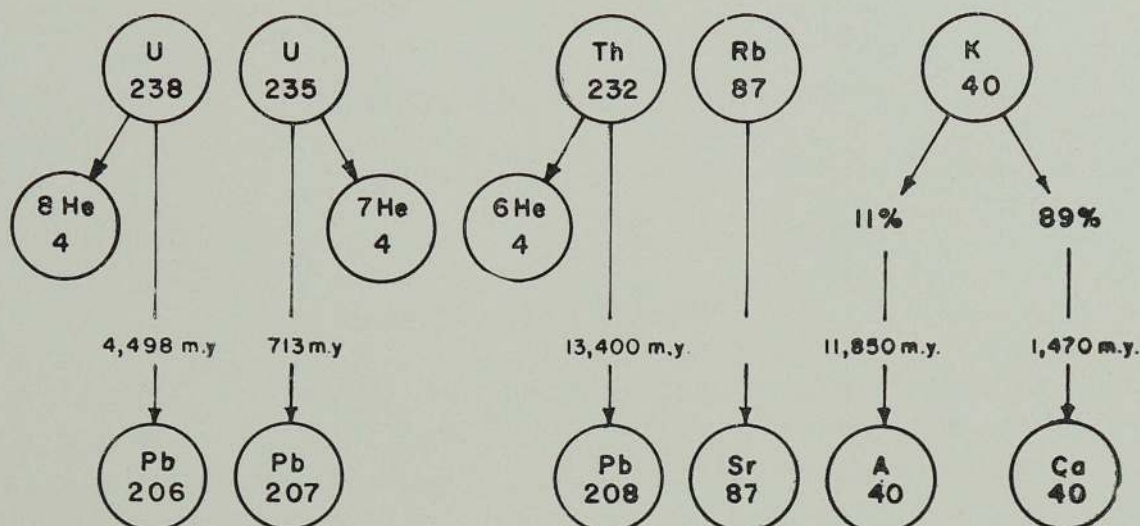 U
238
U
235
Th
232
Rb
87
K
40
8 He
4
7 He
4
6 He
4
11%
89%
4,498 m.y
713 m.y
13,400 m.y.
11,850 m.y.
1,470 m.y.
Pb
206
Pb
207
Pb
208
Sr
87
A
40
Ca
40